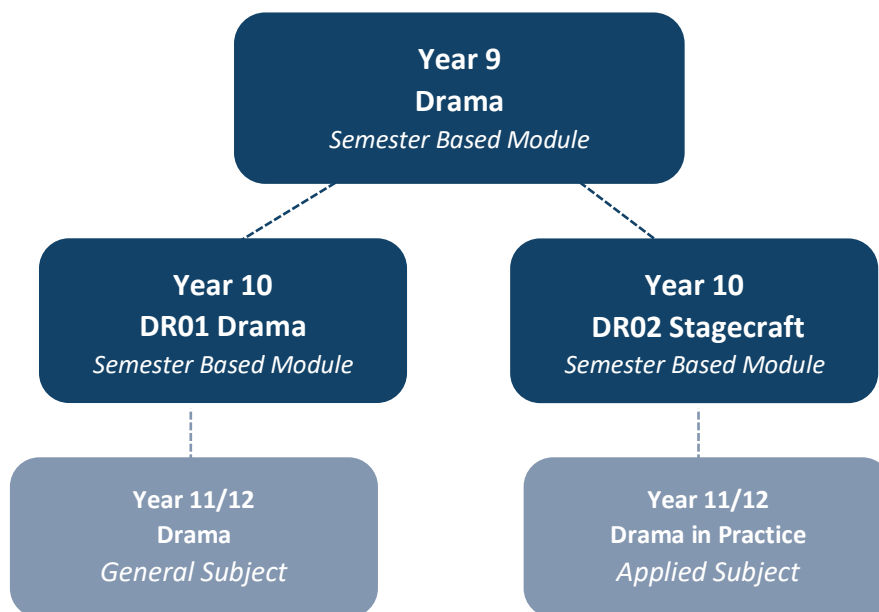 Year 9
Drama
Semester Based Module
Year 10
DR01 Drama
Semester Based Module
Year 10
DR02 Stagecraft
Semester Based Module
Year 11/12
Drama
General Subject
Year 11/12
Drama in Practice
Applied Subject